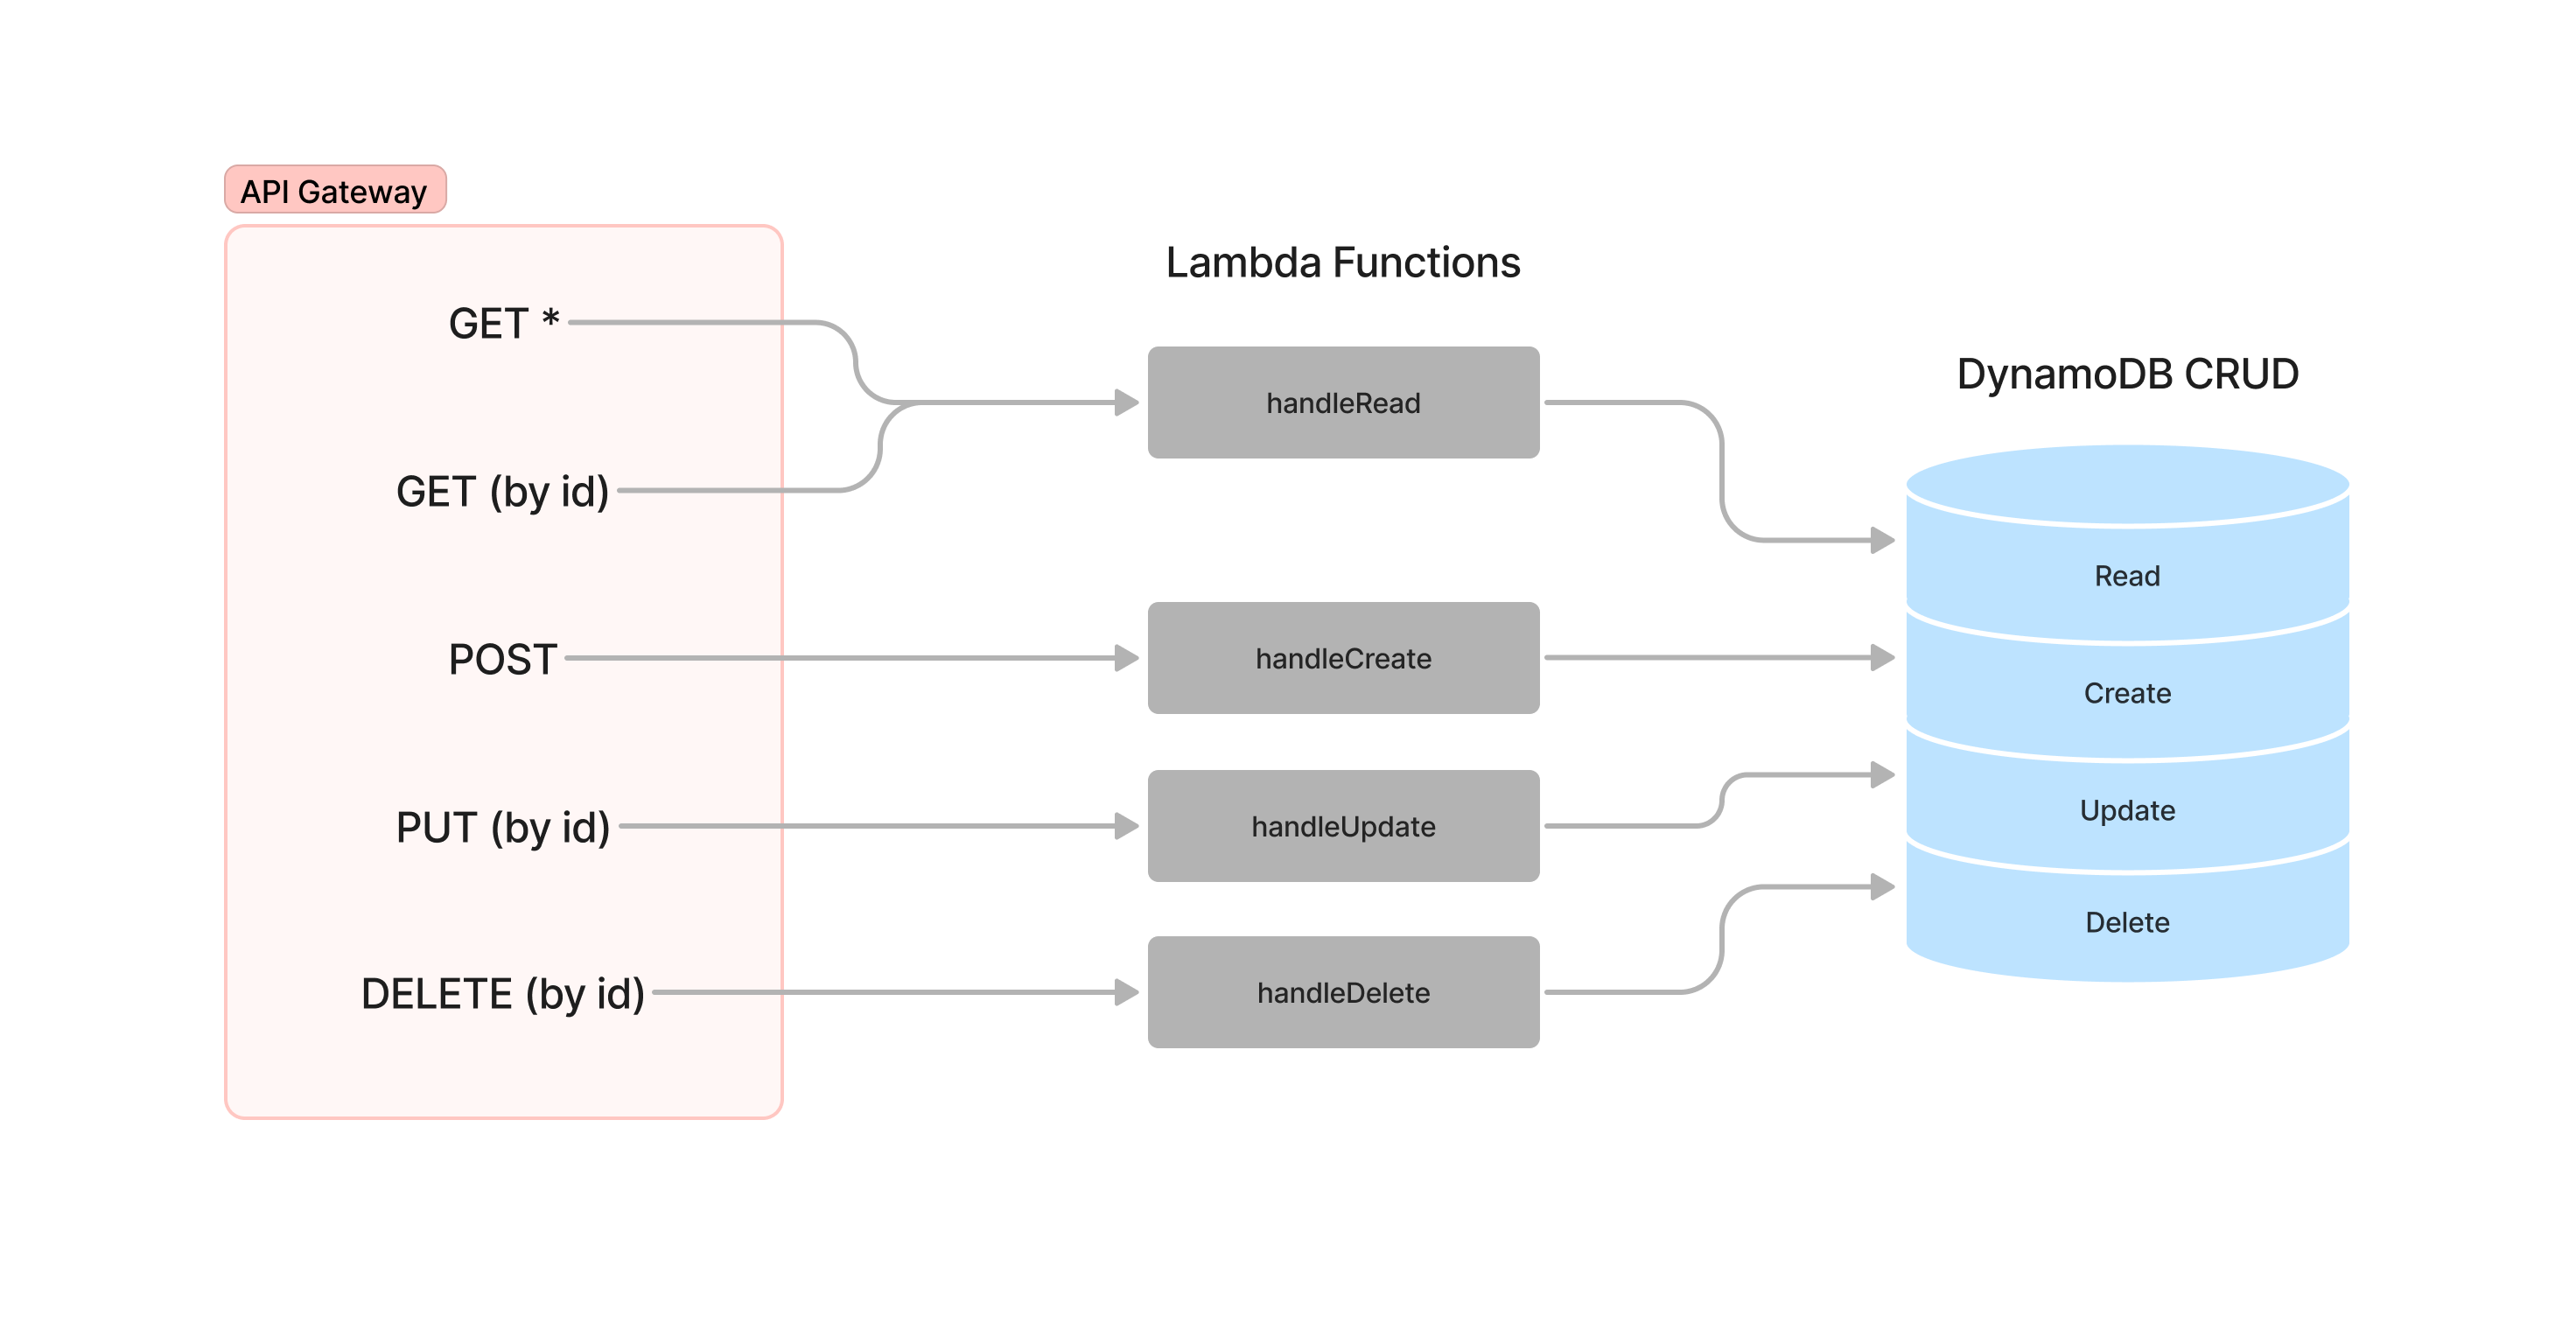 API Gateway
GET *
GET (by id)
POST
PUT (by id)
DELETE (by id)
Lambda Functions
handleRead
handleCreate
handleUpdate
handleDelete
DynamoDB CRUD
Read
Create
Update
Delete